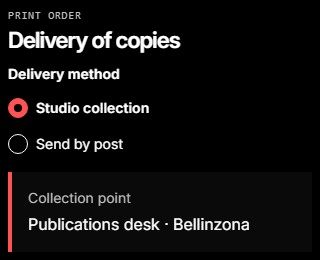 PRINT ORDER
Delivery of copies
Delivery method
Studio collection
Send by post
Collection point
Publications desk · Bellinzona